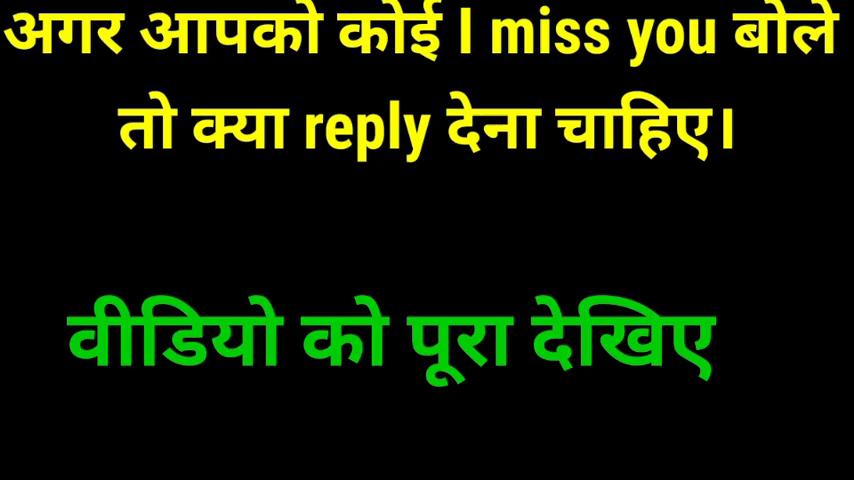 अगर आपको कोई I miss you बोले
तो क्या reply देना चाहिए।
वीडियो को पूरा देखिए